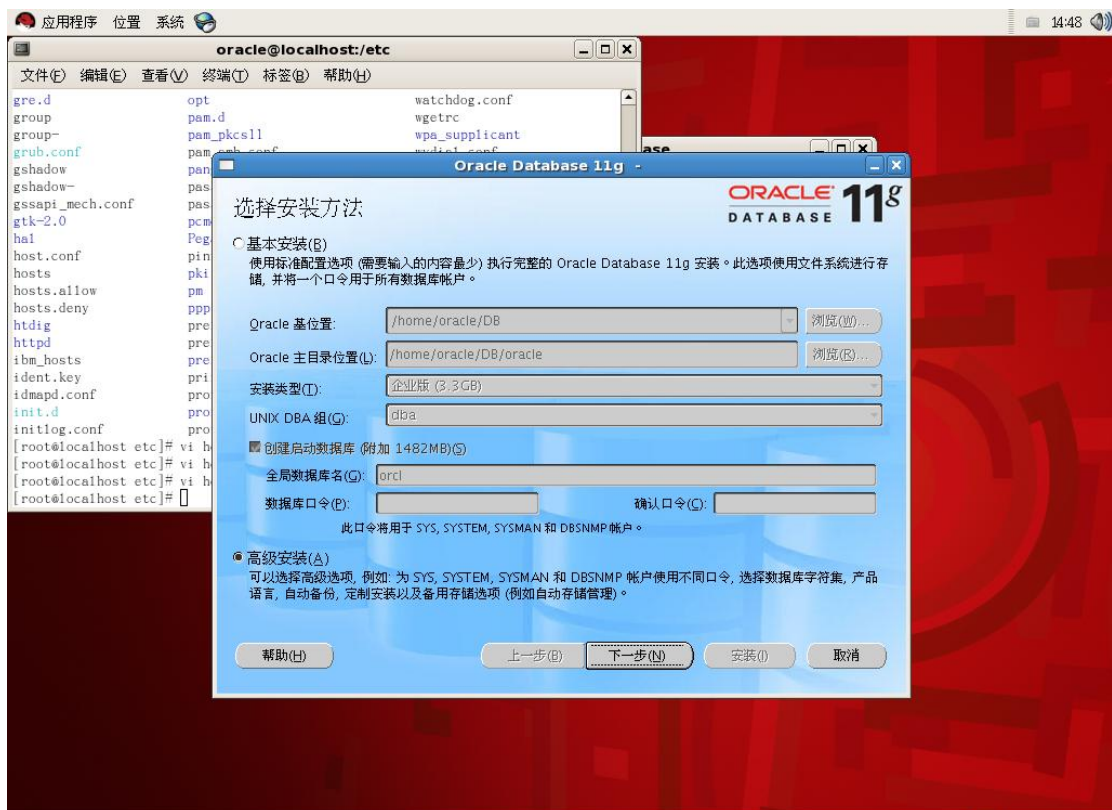 应用程序 位置 系统 14:48
oracle@localhost:/etc
文件(F) 编辑(E) 查看(V) 终端(T) 标签(B) 帮助(H)
gre.d opt watchdog.conf
group pam.d wgetrc
group- pam_pkcs11 wpa_supplicant
grub.conf
gshadow
gshadow-
gssapi_mech.conf
gtk-2.0
hal
host.conf
hosts
hosts.allow
hosts.deny
htdig
httpd
ibm_hosts
ident.key
idmapd.conf
init.d
initlog.conf
[root@localhost etc]# vi h
[root@localhost etc]# vi h
[root@localhost etc]# vi h
[root@localhost etc]#
Oracle Database 11g -
选择安装方法
ORACLE 11g
DATABASE
基本安装(B)
使用标准配置选项 (需要输入的内容最少) 执行完整的 Oracle Database 11g 安装。此选项使用文件系统进行存
储, 并将一个口令用于所有数据库帐户。
Oracle 基位置: /home/oracle/DB 浏览(W)...
Oracle 主目录位置(L): /home/oracle/DB/oracle 浏览(R)...
安装类型(T): 企业版 (3.3GB)
UNIX DBA 组(G): dba
创建启动数据库 (附加 1482MB)(S)
全局数据库名(G): orcl
数据库口令(P): 确认口令(C):
此口令将用于 SYS, SYSTEM, SYSMAN 和 DBSNMP 帐户。
高级安装(A)
可以选择高级选项, 例如: 为 SYS, SYSTEM, SYSMAN 和 DBSNMP 帐户使用不同口令, 选择数据库字符集, 产品
语言, 自动备份, 定制安装以及备用存储选项 (例如自动存储管理)。
帮助(H) 上一步(B) 下一步(N) 安装(I) 取消